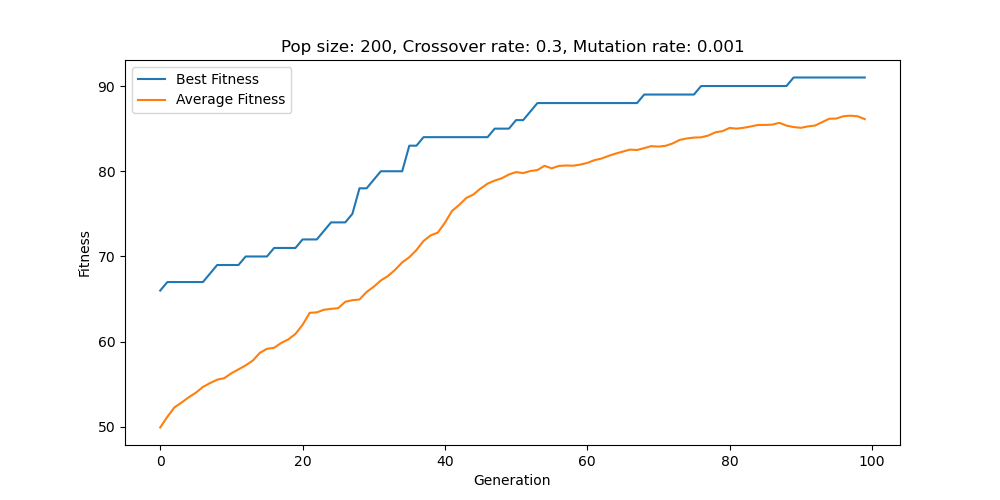 Pop size: 200, Crossover rate: 0.3, Mutation rate: 0.001
Best Fitness
Average Fitness
90
80
70
60
50
Fitness
0 20 40 60 80 100
Generation